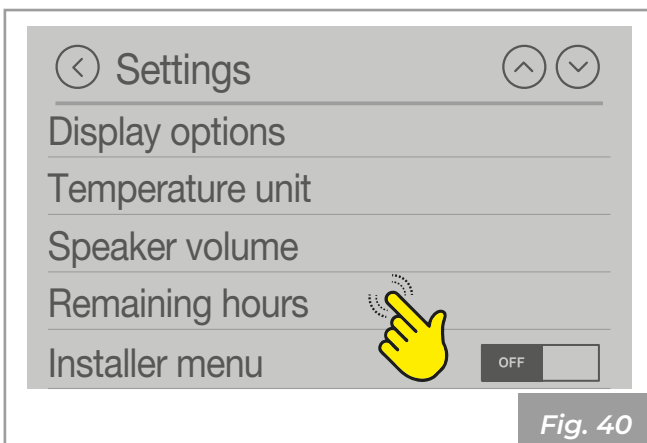 Settings
Display options
Temperature unit
Speaker volume
Remaining hours
Installer menu OFF
Fig. 40